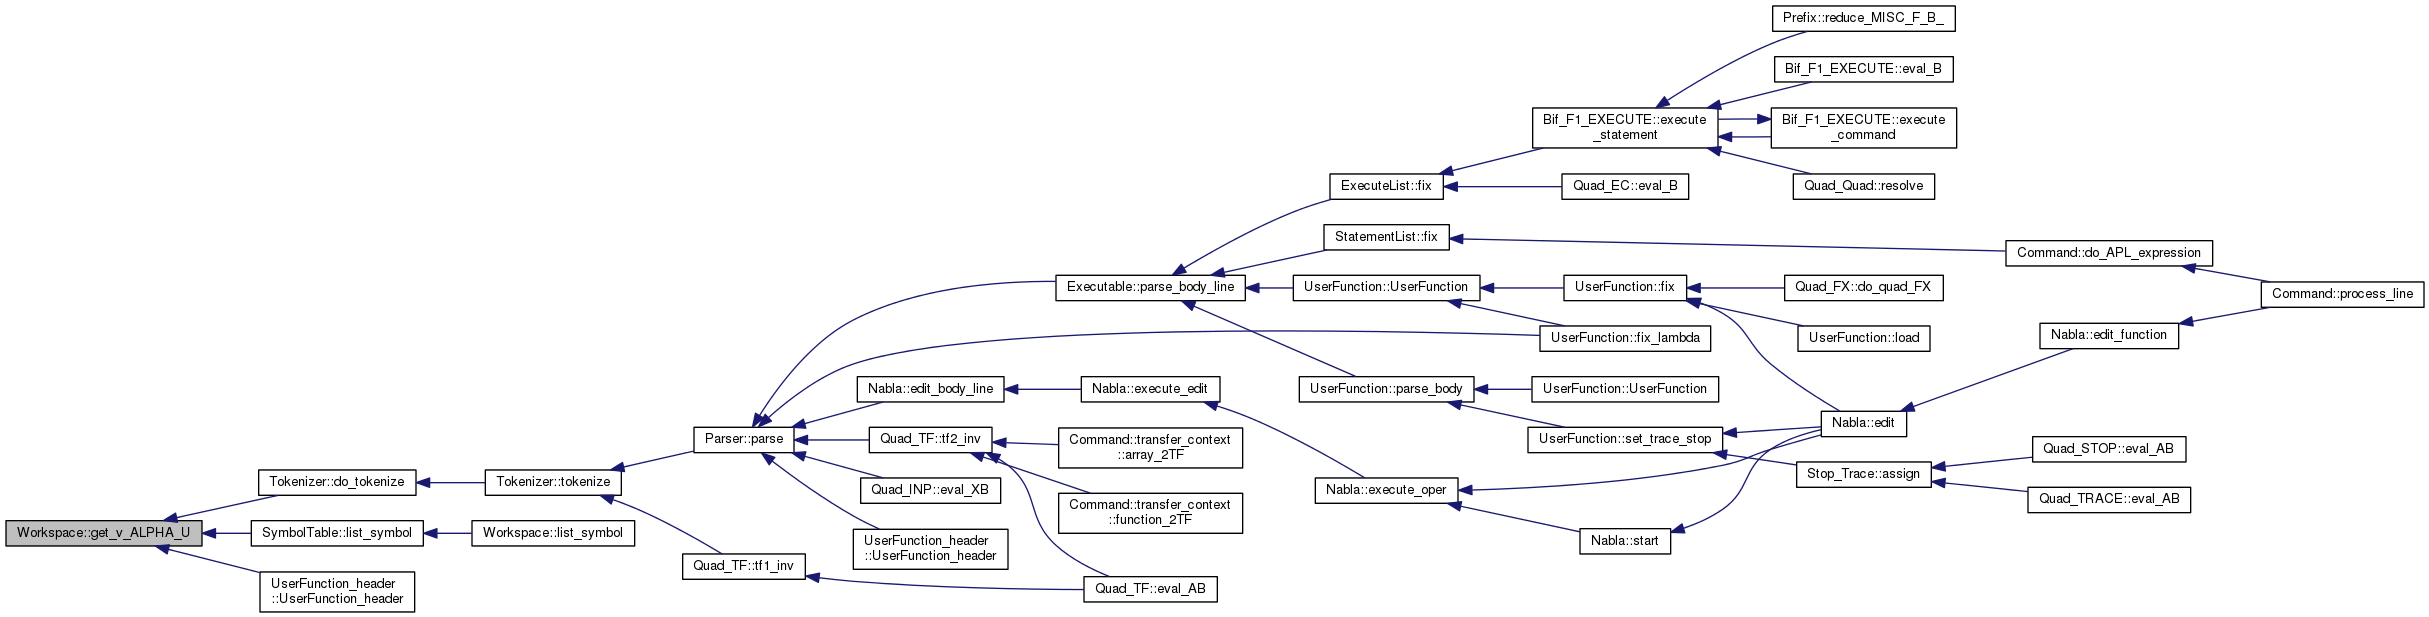 Prefix::reduce_MISC_F_B_
Bif_F1_EXECUTE::eval_B
Bif_F1_EXECUTE::execute
_statement
Bif_F1_EXECUTE::execute
_command
ExecuteList::fix
Quad_EC::eval_B
Quad_Quad::resolve
StatementList::fix
Command::do_APL_expression
Executable::parse_body_line
UserFunction::UserFunction
UserFunction::fix
Quad_FX::do_quad_FX
Command::process_line
UserFunction::fix_lambda
UserFunction::load
Nabla::edit_function
Nabla::edit_body_line
Nabla::execute_edit
UserFunction::parse_body
UserFunction::UserFunction
Nabla::edit
Parser::parse
Quad_TF::tf2_inv
Command::transfer_context
::array_2TF
UserFunction::set_trace_stop
Quad_STOP::eval_AB
Tokenizer::do_tokenize
Tokenizer::tokenize
Quad_INP::eval_XB
Nabla::execute_oper
Stop_Trace::assign
Quad_TRACE::eval_AB
Command::transfer_context
::function_2TF
Workspace::get_v_ALPHA_U
SymbolTable::list_symbol
Workspace::list_symbol
UserFunction_header
::UserFunction_header
Nabla::start
Quad_TF::tf1_inv
UserFunction_header
::UserFunction_header
Quad_TF::eval_AB